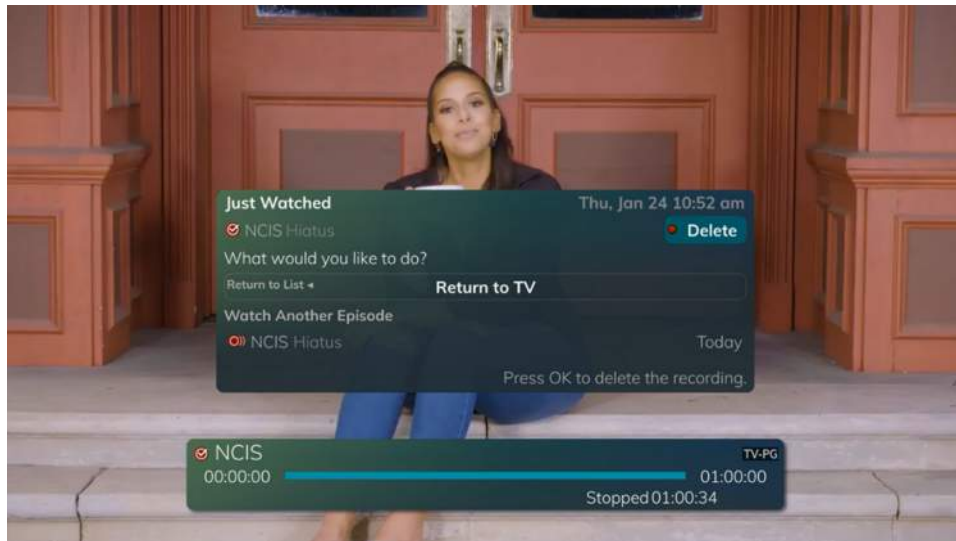 Just Watched Thu, Jan 24 10:52 am
NCIS Hiatus Delete
What would you like to do?
Return to List Return to TV
Watch Another Episode
NCIS Hiatus Today
Press OK to delete the recording.
NCIS TV-PG
00:00:00 01:00:00
Stopped 01:00:34